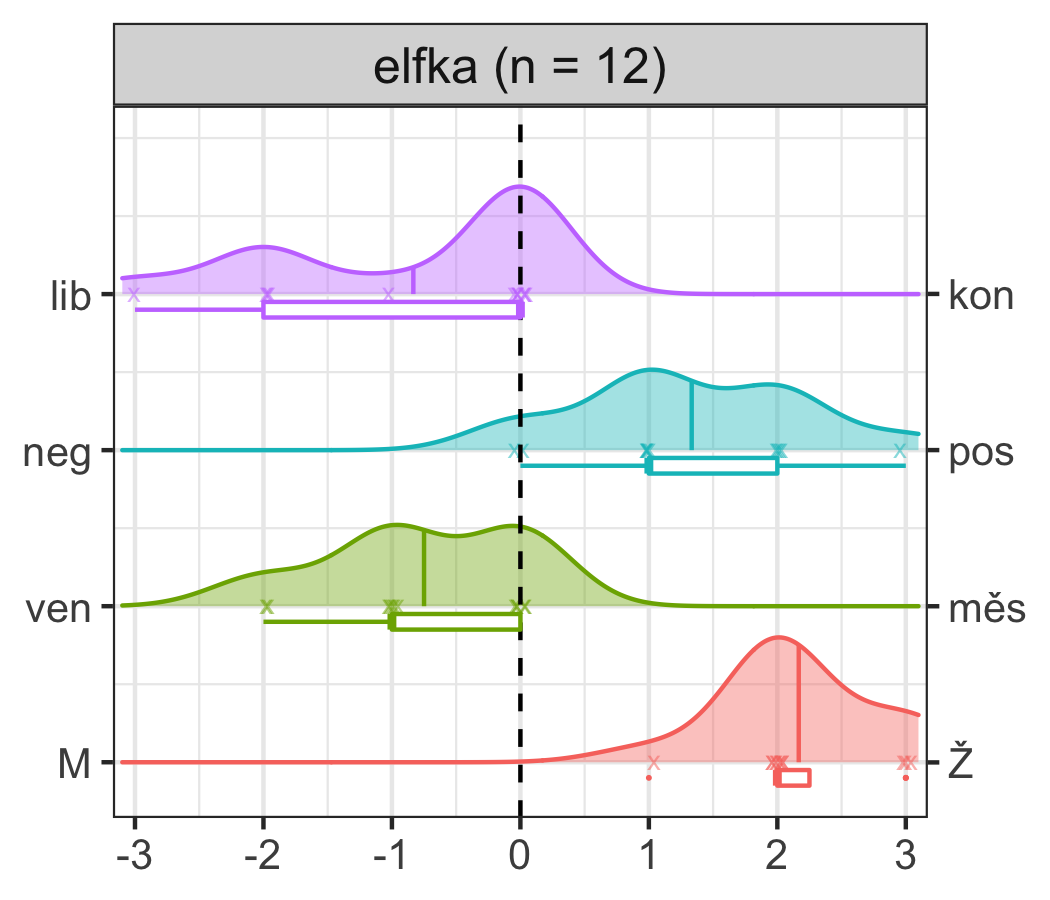 elfka (n = 12)
lib kon
neg pos
ven měs
M Ž
-3 -2 -1 0 1 2 3